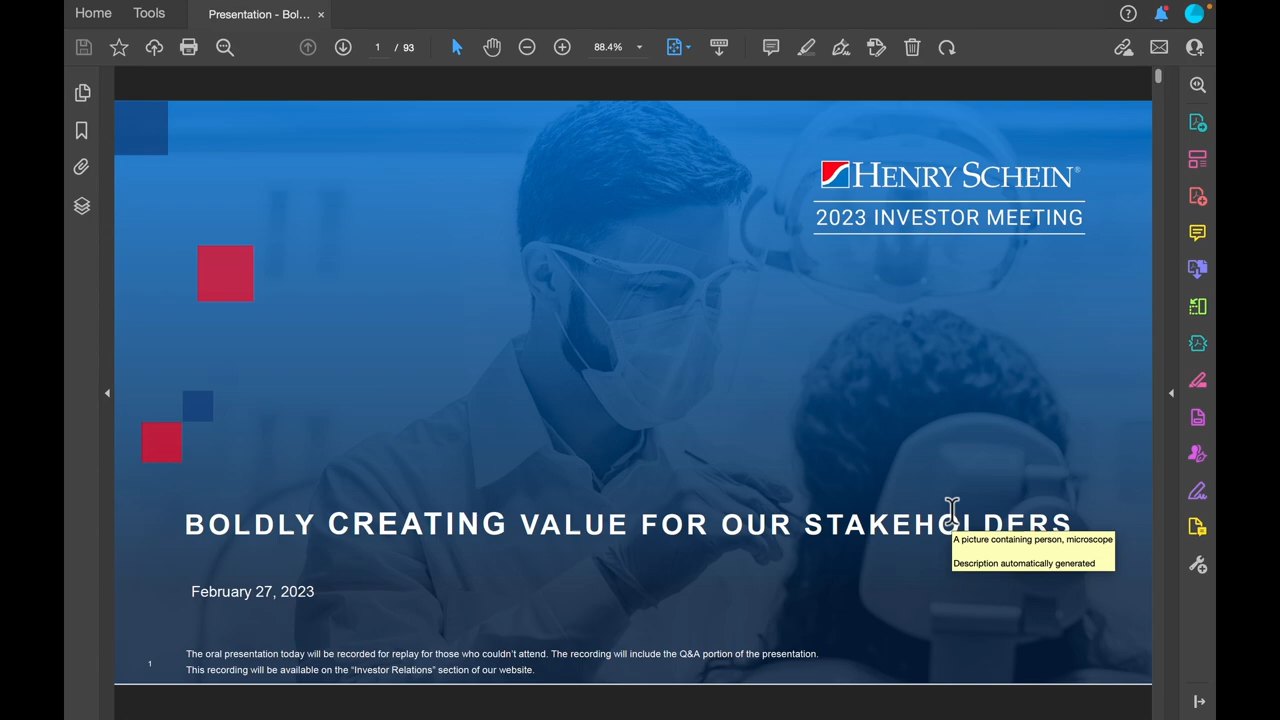 Home Tools Presentation - Bol... ×
1 / 93 88.4%
HENRY SCHEIN®
2023 INVESTOR MEETING
BOLDLY CREATING VALUE FOR OUR STAKEHOLDERS
A picture containing person, microscope
Description automatically generated
February 27, 2023
The oral presentation today will be recorded for replay for those who couldn't attend. The recording will include the Q&A portion of the presentation.
1
This recording will be available on the “Investor Relations” section of our website.